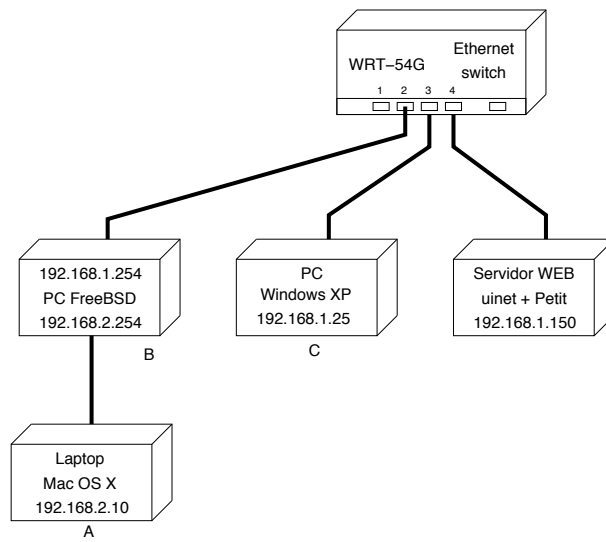 Ethernet
WRT-54G
switch
1 2 3 4
192.168.1.254
PC FreeBSD
192.168.2.254
B
PC
Windows XP
192.168.1.25
C
Servidor WEB
uinet + Petit
192.168.1.150
Laptop
Mac OS X
192.168.2.10
A